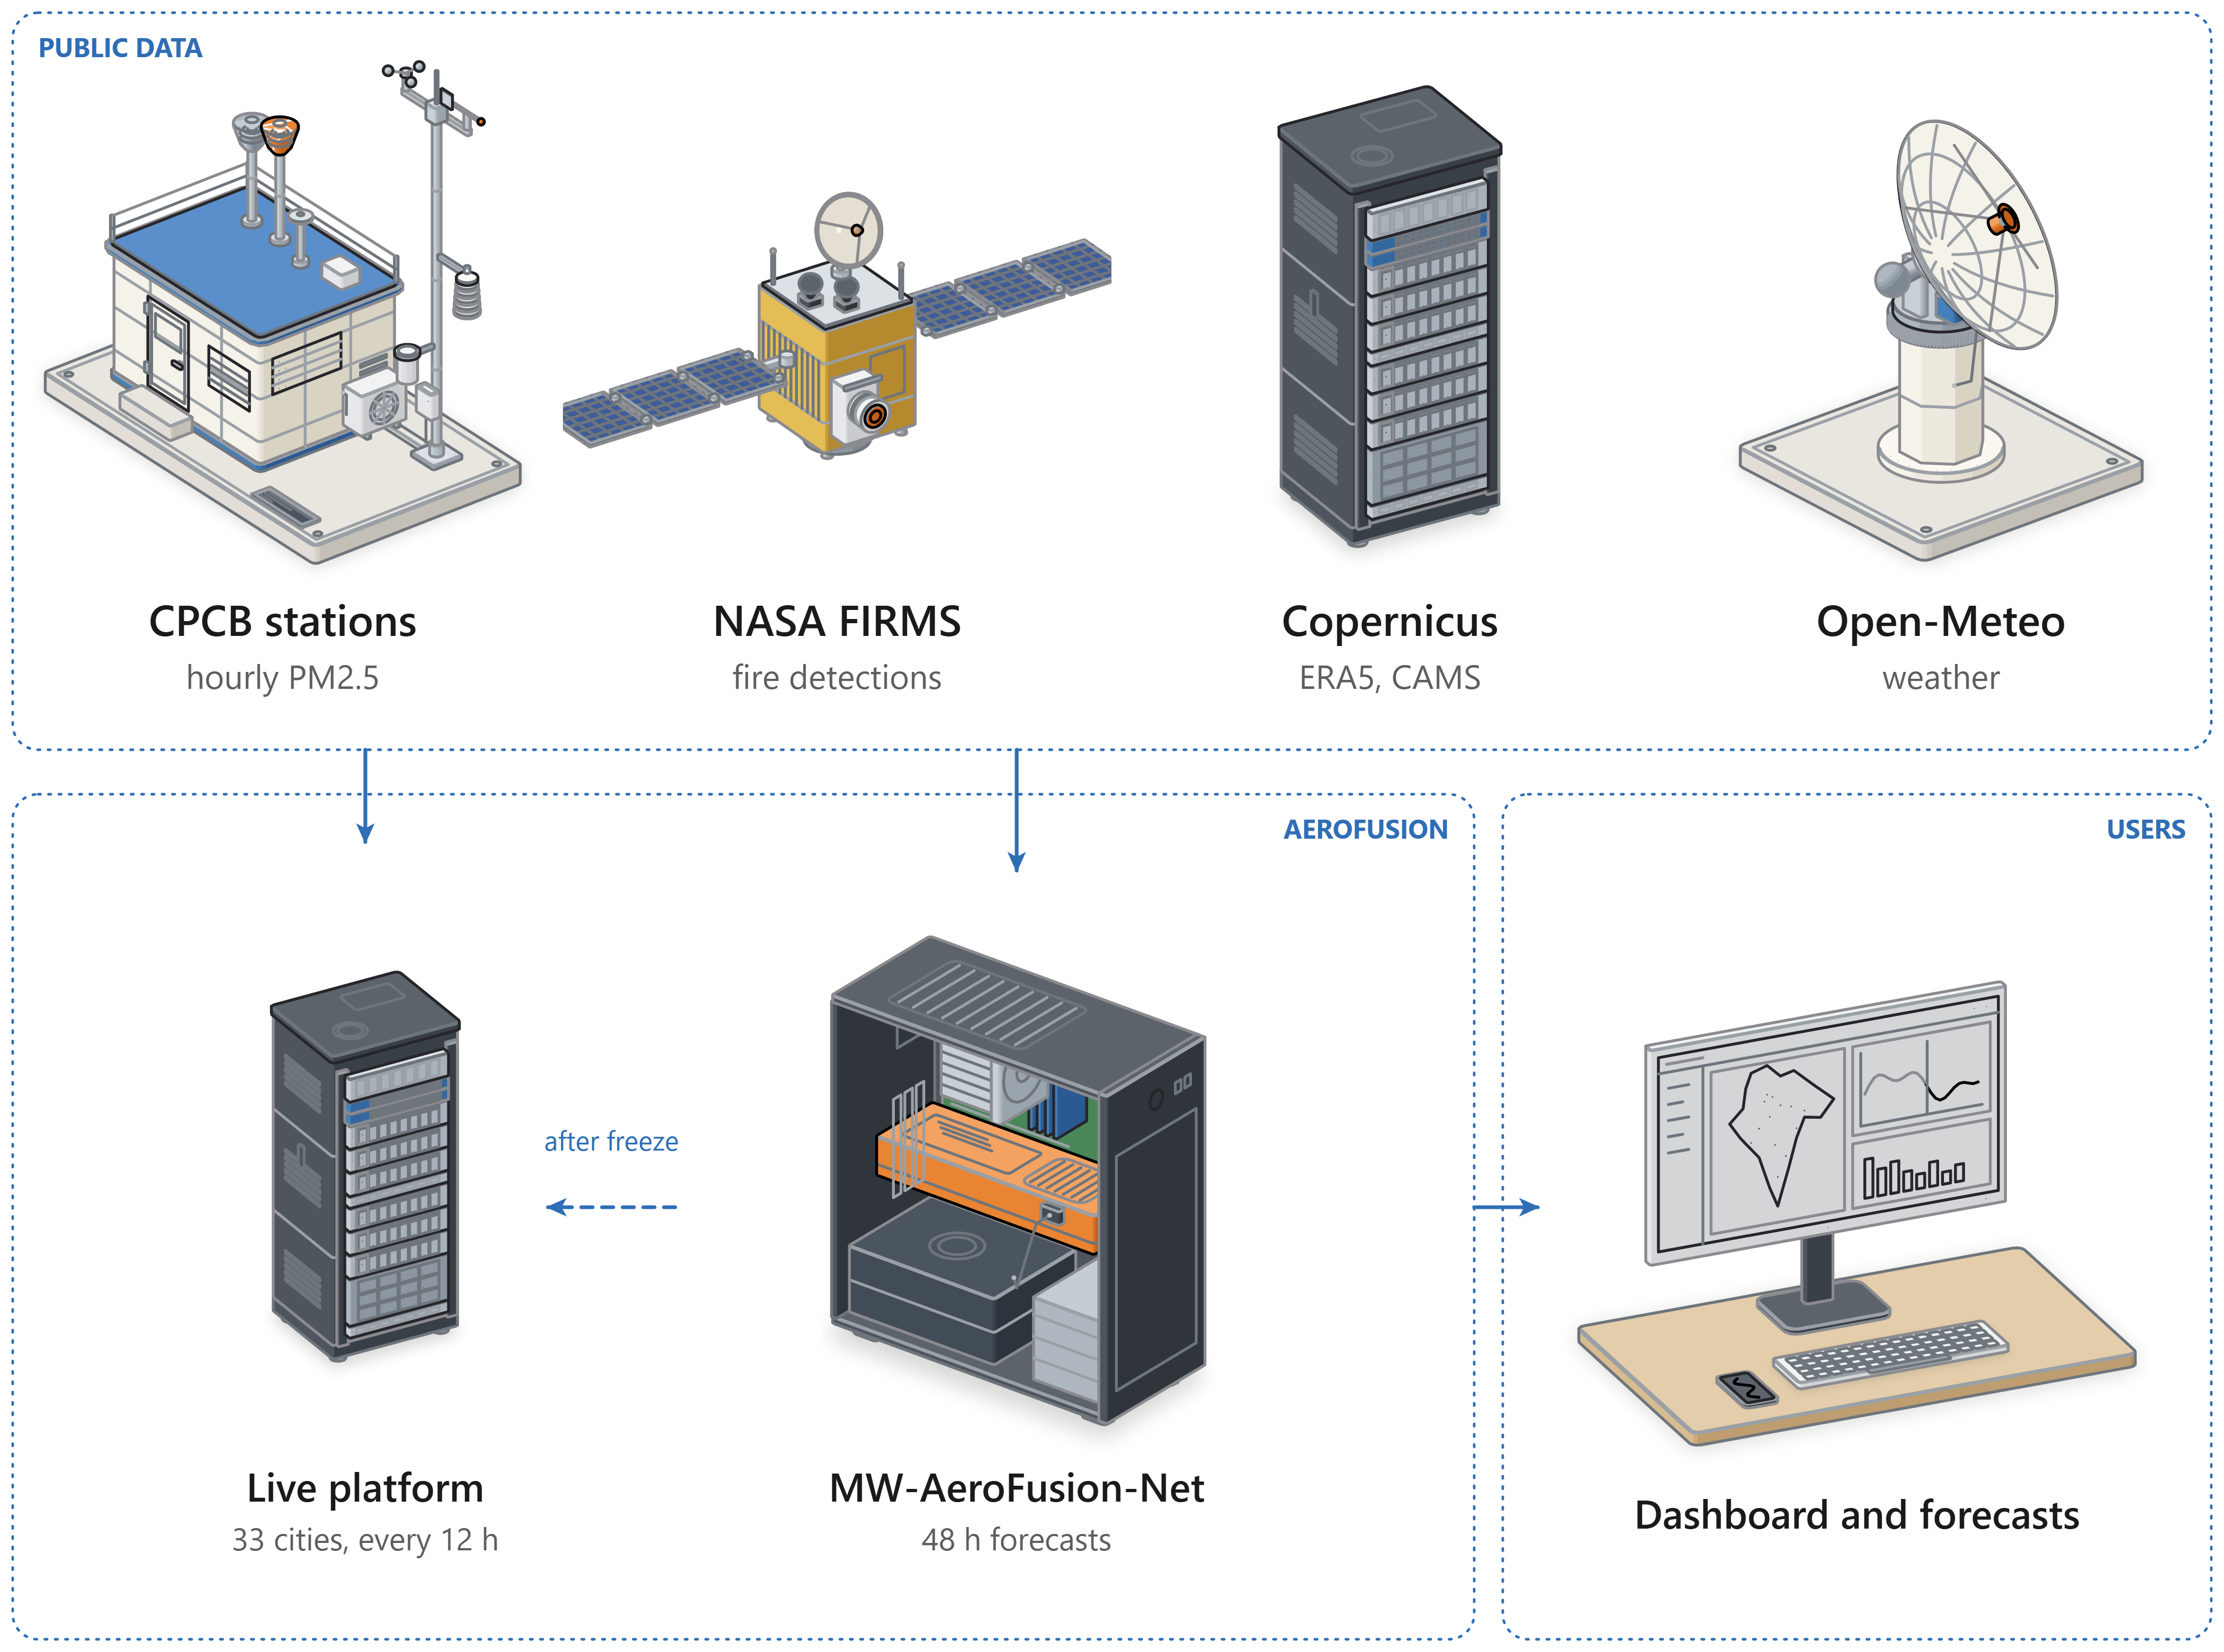 PUBLIC DATA
CPCB stations
hourly PM2.5
NASA FIRMS
fire detections
Copernicus
ERA5, CAMS
Open-Meteo
weather
AEROFUSION
USERS
after freeze
Live platform
33 cities, every 12 h
MW-AeroFusion-Net
48 h forecasts
Dashboard and forecasts